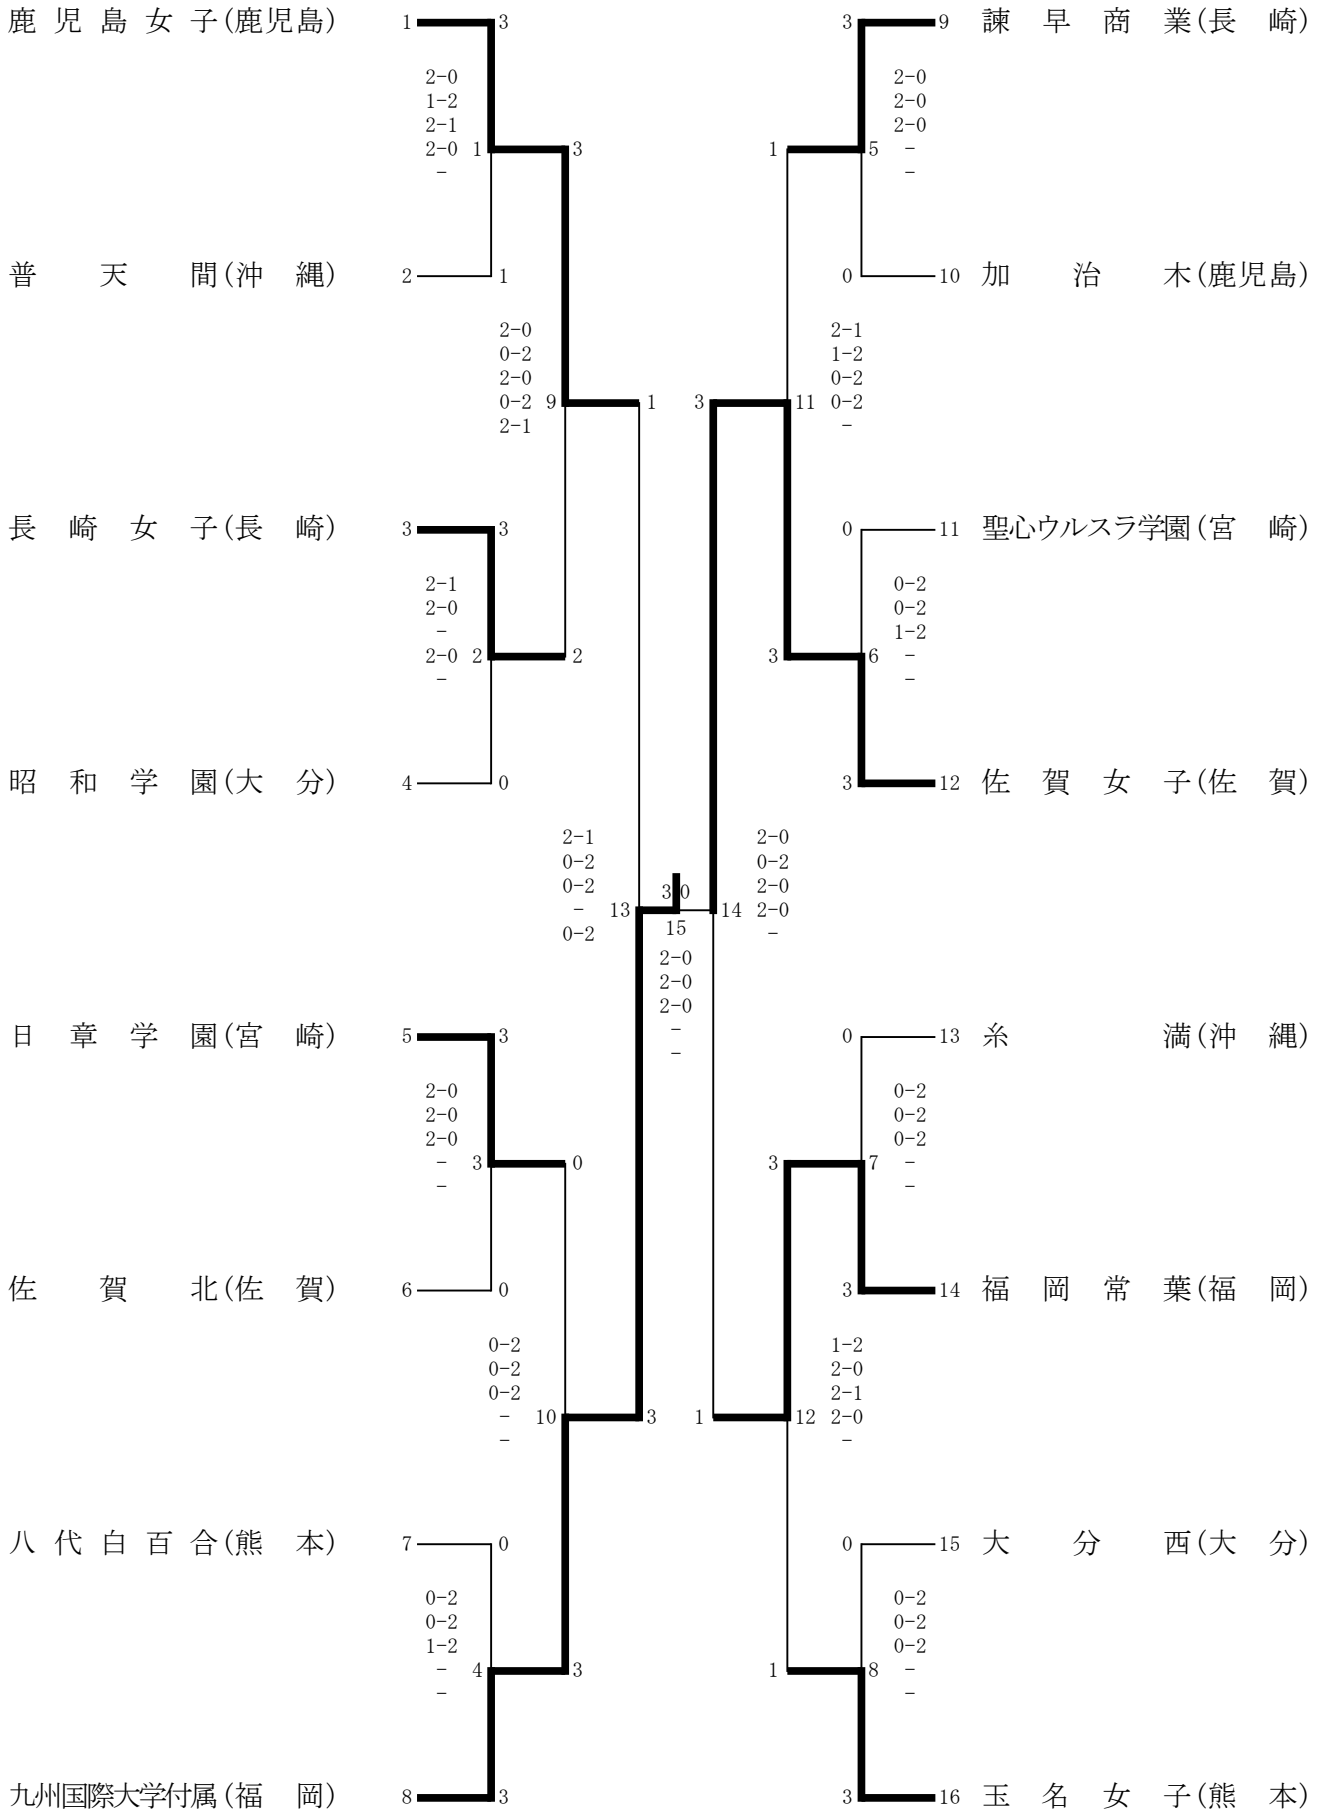 鹿児島女子(鹿児島) 1 3 3 9 諫早商業(長崎)
2-0 2-0
1-2 2-0
2-1 2-0
2-0 1 3 1 5 -
- -
普天間(沖縄) 2 1 0 10 加治木(鹿児島)
2-0 2-1
0-2 1-2
2-0 0-2
0-2 9 1 3 11 0-2
2-1 -
長崎女子(長崎) 3 3 0 11 聖心ウルスラ学園(宮崎)
2-1 0-2
2-0 0-2
- 1-2
2-0 2 2 3 6 -
- -
昭和学園(大分) 4 0 3 12 佐賀女子(佐賀)
2-1 2-0
0-2 0-2
0-2 3 0 2-0
- 13 14 2-0
0-2 15 -
2-0
2-0
2-0
-
-
日章学園(宮崎) 5 3 0 13 糸満(沖縄)
2-0 0-2
2-0 0-2
2-0 0-2
- 3 0 3 7 -
- -
佐賀北(佐賀) 6 0 3 14 福岡常葉(福岡)
0-2 1-2
0-2 2-0
0-2 2-1
- 10 3 1 12 2-0
- -
八代白百合(熊本) 7 0 0 15 大分西(大分)
0-2 0-2
0-2 0-2
1-2 0-2
- 4 3 1 8 -
- -
九州国際大学付属(福岡) 8 3 3 16 玉名女子(熊本)